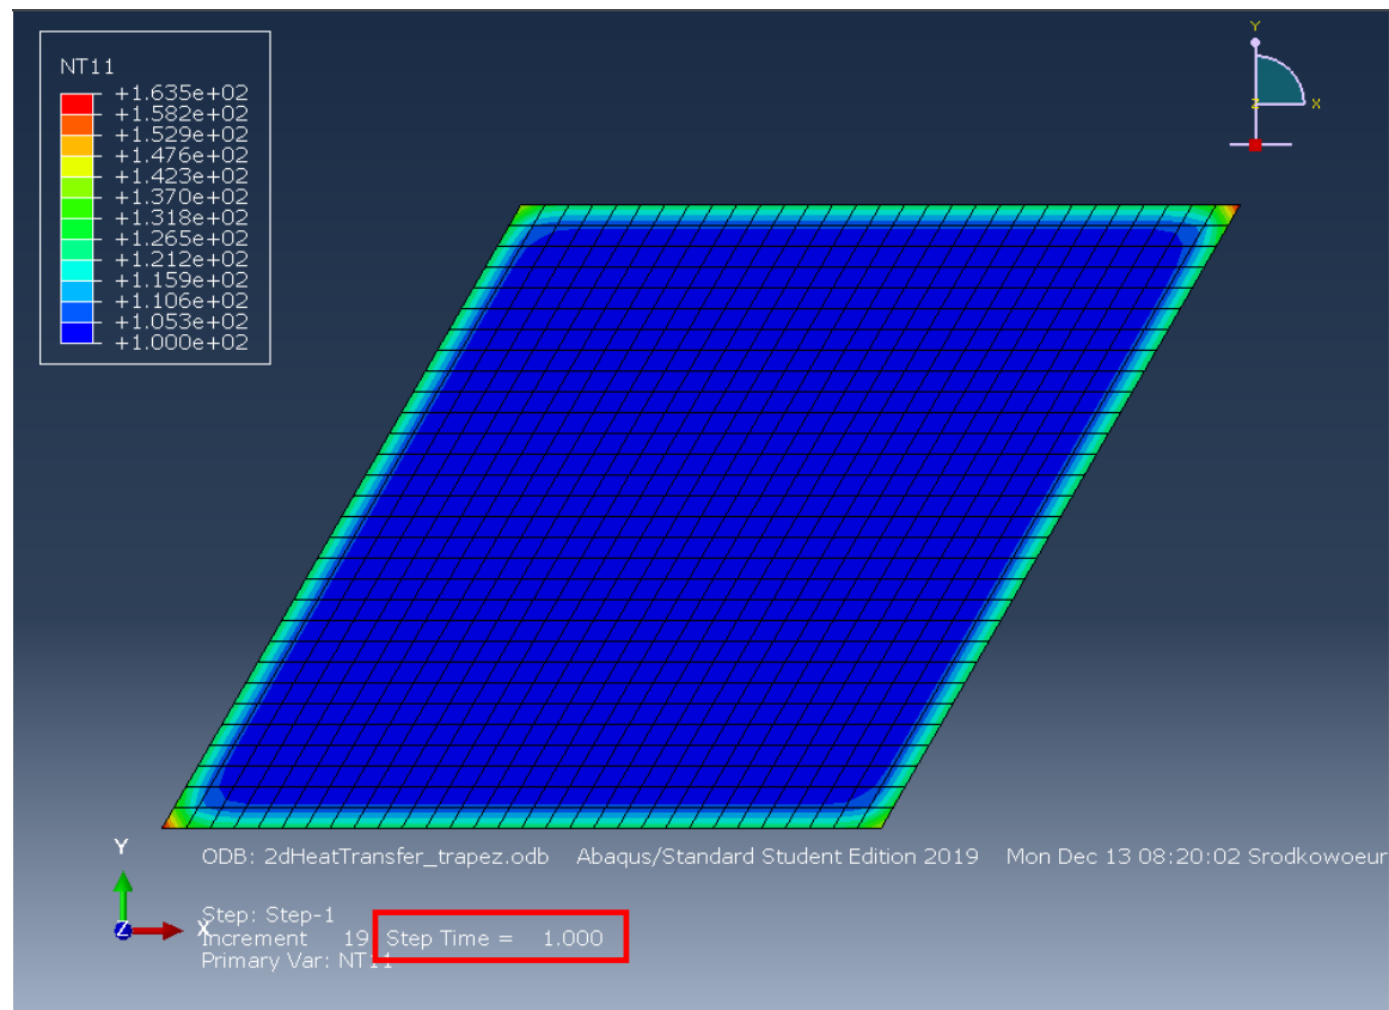 NT11
+1.635e+02
+1.582e+02
+1.529e+02
+1.476e+02
+1.423e+02
+1.370e+02
+1.318e+02
+1.265e+02
+1.212e+02
+1.159e+02
+1.106e+02
+1.053e+02
+1.000e+02
Y
Z X
Y
Z X
ODB: 2dHeatTransfer_trapez.odb Abaqus/Standard Student Edition 2019 Mon Dec 13 08:20:02 Srodkowoeur
Step: Step-1
Increment 19 Step Time = 1.000
Primary Var: NT11